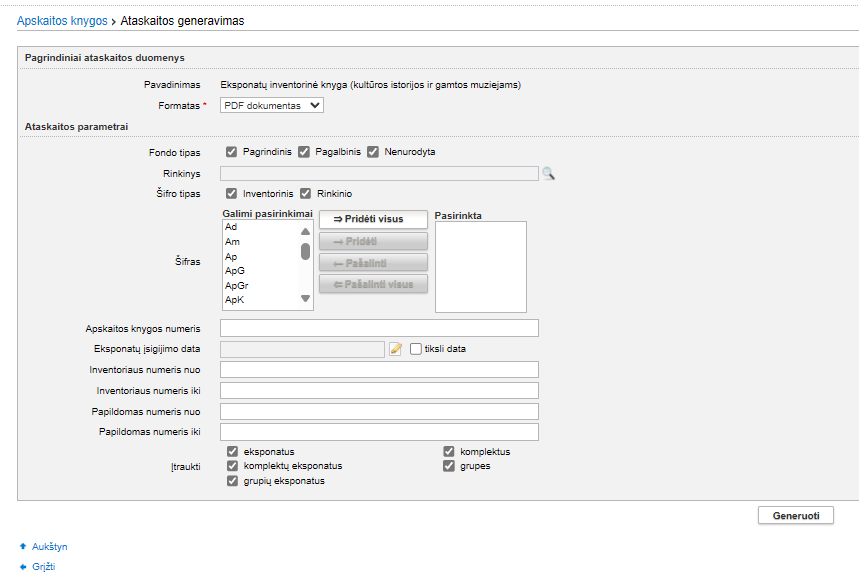 Apskaitos knygos › Ataskaitos generavimas
Pagrindiniai ataskaitos duomenys
Pavadinimas Eksponatų inventorinė knyga (kultūros istorijos ir gamtos muziejams)
Formatas * PDF dokumentas
Ataskaitos parametrai
Fondo tipas Pagrindinis Pagalbinis Nenurodyta
Rinkinys
Šifro tipas Inventorinis Rinkinio
Galimi pasirinkimai ⇒ Pridėti visus Pasirinkta
Ad
Am → Pridėti
Ap
Šifras ← Pašalinti
ApG
ApGr ⇐ Pašalinti visus
ApK
Apskaitos knygos numeris
Eksponatų įsigijimo data tiksli data
Inventoriaus numeris nuo
Inventoriaus numeris iki
Papildomas numeris nuo
Papildomas numeris iki
eksponatus komplektus
Įtraukti komplektų eksponatus grupes
grupių eksponatus
Generuoti
Aukštyn
Grįžti